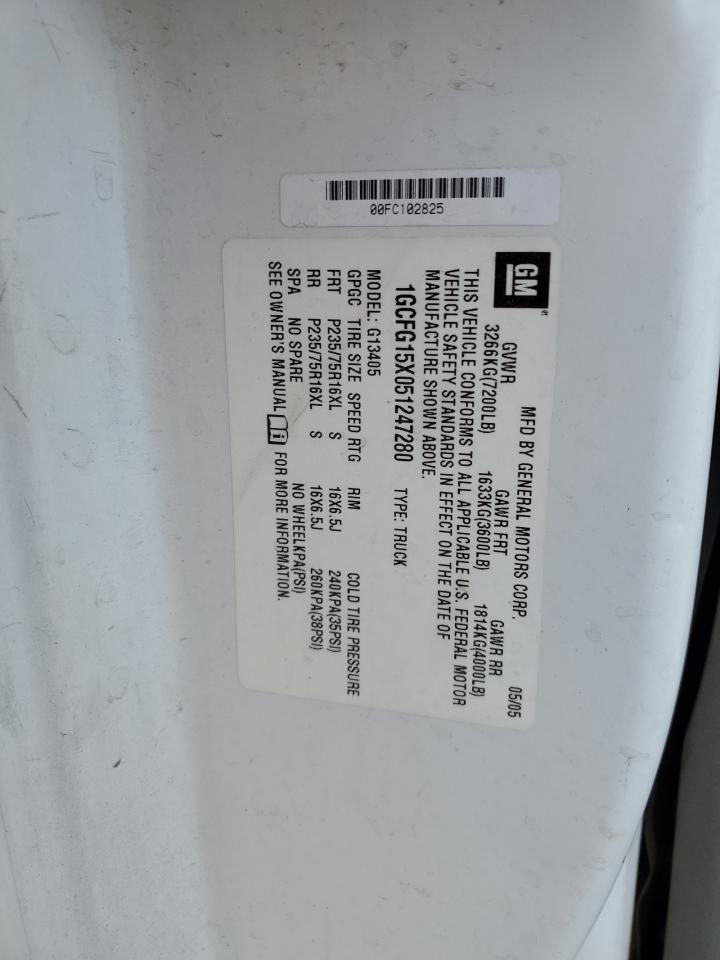 00FC102825
GM
MFD BY GENERAL MOTORS CORP. 05/05
GVWR GAWR FRT GAWR RR
3266KG(7200LB) 1633KG(3600LB) 1814KG(4000LB)
THIS VEHICLE CONFORMS TO ALL APPLICABLE U.S. FEDERAL MOTOR
VEHICLE SAFETY STANDARDS IN EFFECT ON THE DATE OF
MANUFACTURE SHOWN ABOVE.
1GCFG15X051247280 TYPE: TRUCK
MODEL: G13405
GPGC TIRE SIZE SPEED RTG RIM COLD TIRE PRESSURE
FRT P235/75R16XL S 16X6.5J 240KPA(35PSI)
RR P235/75R16XL S 16X6.5J 260KPA(38PSI)
SPA NO SPARE NO WHEELKPA(PSI)
SEE OWNER'S MANUAL FOR MORE INFORMATION.